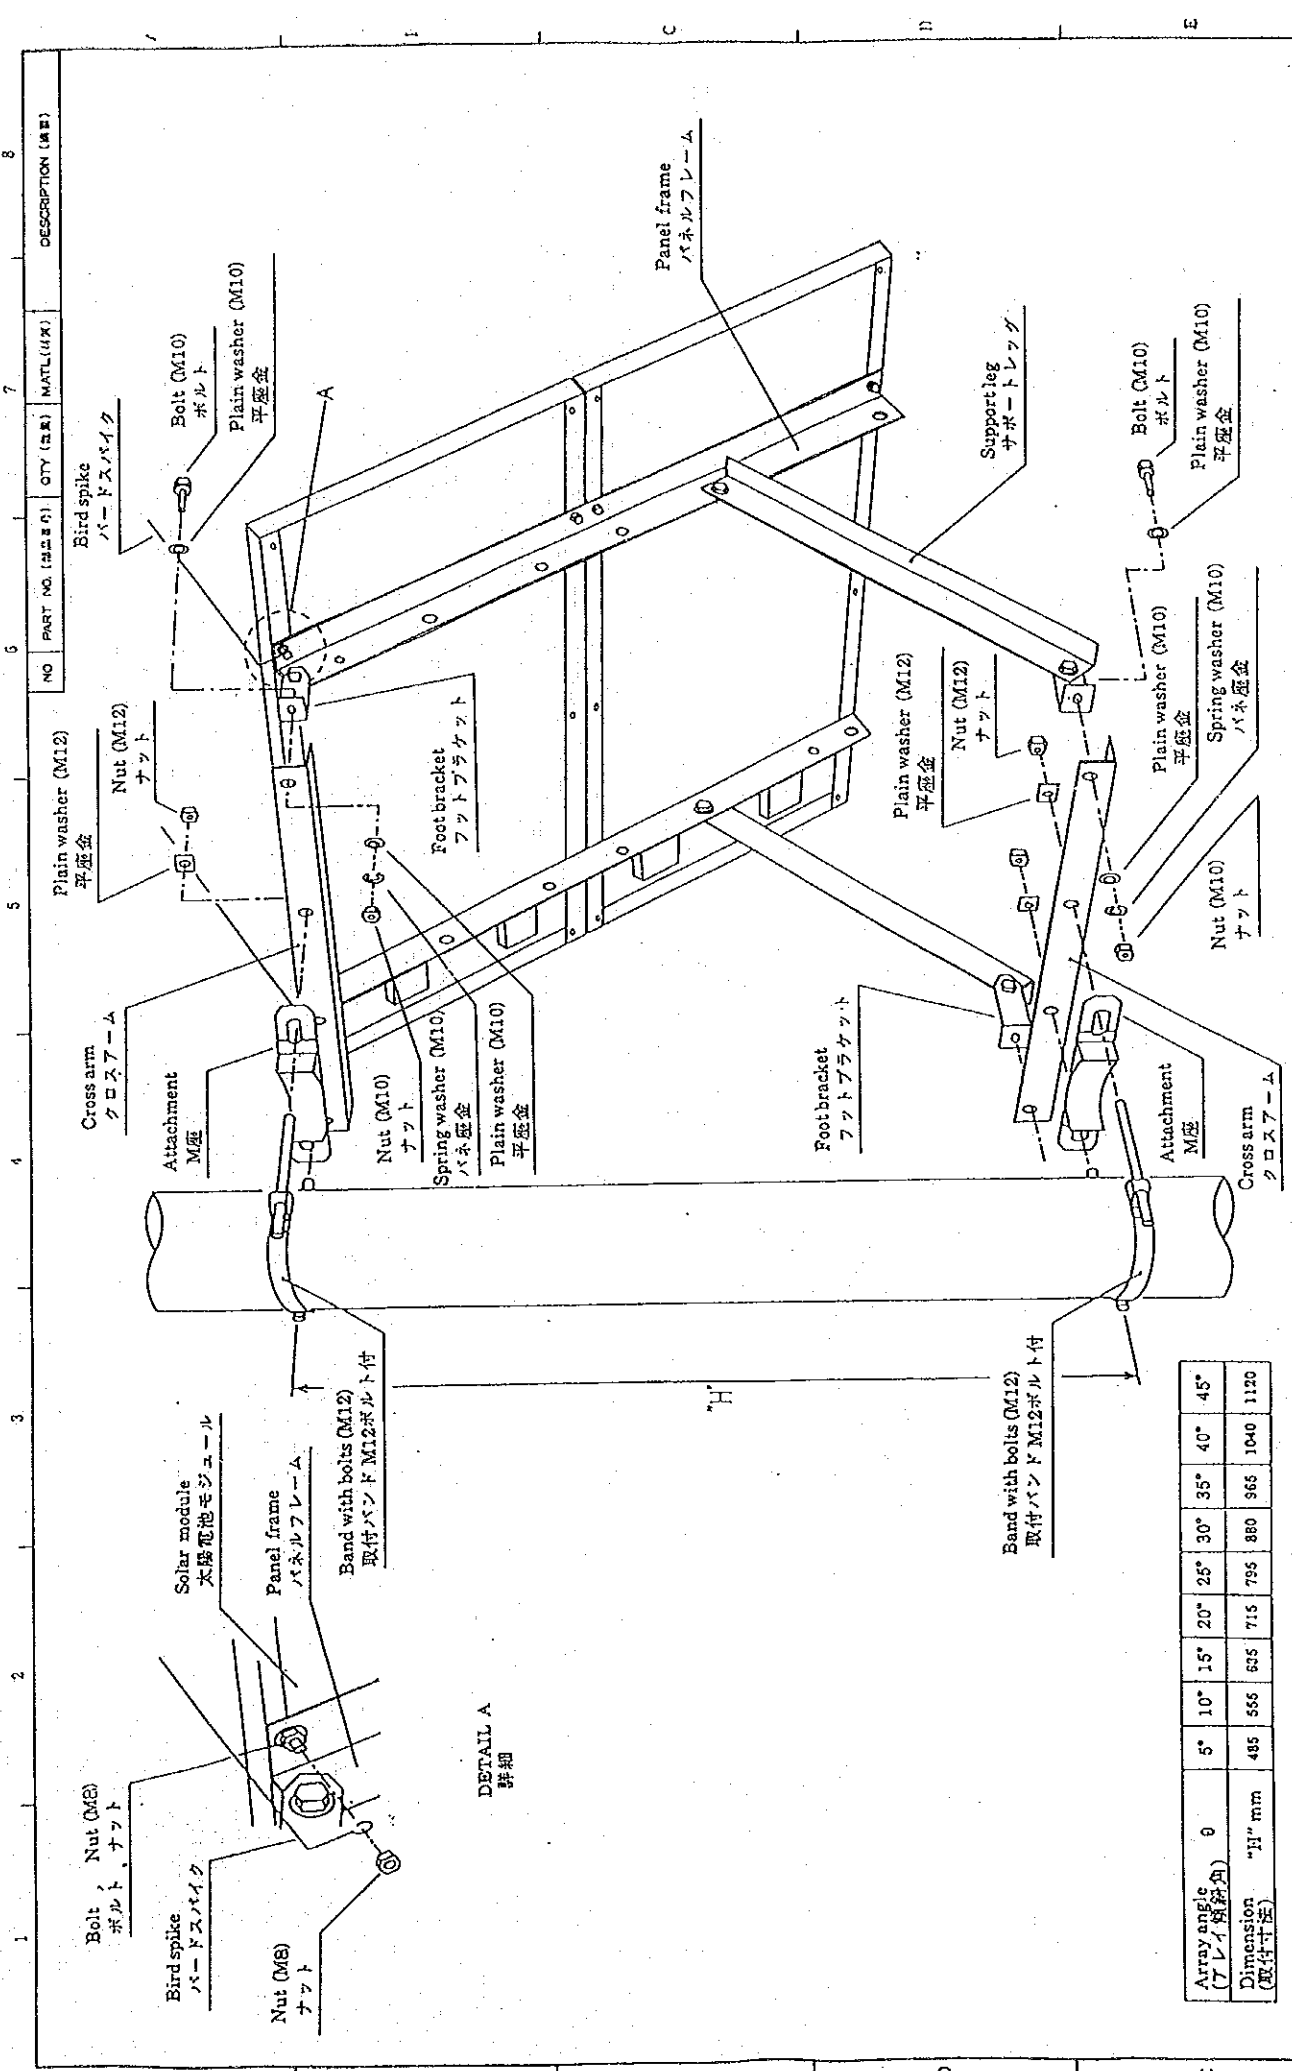 1 2 3 4 5 6 7 8
NO PART NO. QTY MATL DESCRIPTION
A
C
D
E
Bolt , Nut (M8)
ボルト、ナット
Bird spike
バードスパイク
Nut (M8)
ナット
Solar module
太陽電池モジュール
Panel frame
パネルフレーム
DETAIL A
詳細
Band with bolts (M12)
取付バンド M12ボルト付
"H"
Band with bolts (M12)
取付バンド M12ボルト付
Cross arm
クロスアーム
Attachment
M座
Plain washer (M12)
平座金
Nut (M12)
ナット
Nut (M10)
ナット
Spring washer (M10)
バネ座金
Plain washer (M10)
平座金
Foot bracket
フットブラケット
Bird spike
バードスパイク
Bolt (M10)
ボルト
Plain washer (M10)
平座金
A
Panel frame
パネルフレーム
Support leg
サポートレッグ
Bolt (M10)
ボルト
Plain washer (M10)
平座金
Plain washer (M12)
平座金
Nut (M12)
ナット
Plain washer (M10)
平座金
Spring washer (M10)
バネ座金
Nut (M10)
ナット
Foot bracket
フットブラケット
Attachment
M座
Cross arm
クロスアーム
Array angle θ 5° 10° 15° 20° 25° 30° 35° 40° 45°
(アレイ傾斜角)
Dimension "H" mm 485 555 635 715 795 880 965 1040 1120
(取付寸法)